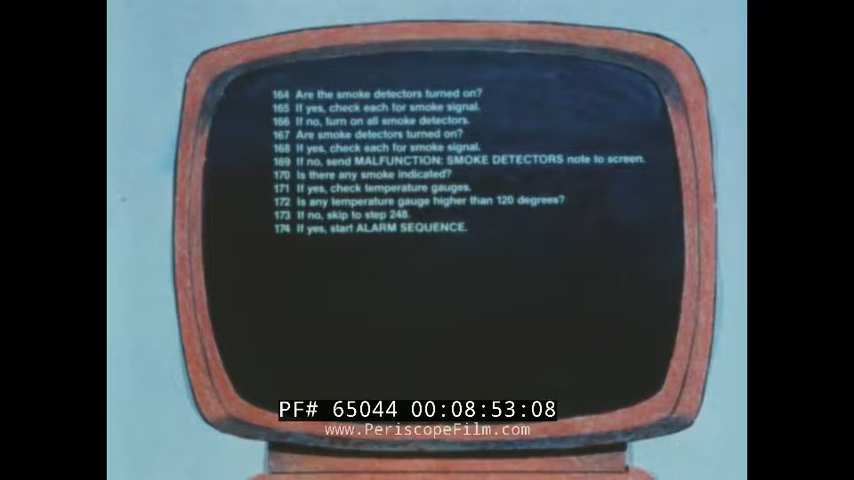 164 Are the smoke detectors turned on?
165 If yes, check each for smoke signal.
166 If no, turn on all smoke detectors.
167 Are smoke detectors turned on?
168 If yes, check each for smoke signal.
169 If no, send MALFUNCTION: SMOKE DETECTORS note to screen.
170 Is there any smoke indicated?
171 If yes, check temperature gauges.
172 Is any temperature gauge higher than 120 degrees?
173 If no, skip to step 248.
174 If yes, start ALARM SEQUENCE.
PF# 65044 00:08:53:08
www.PeriscopeFilm.com